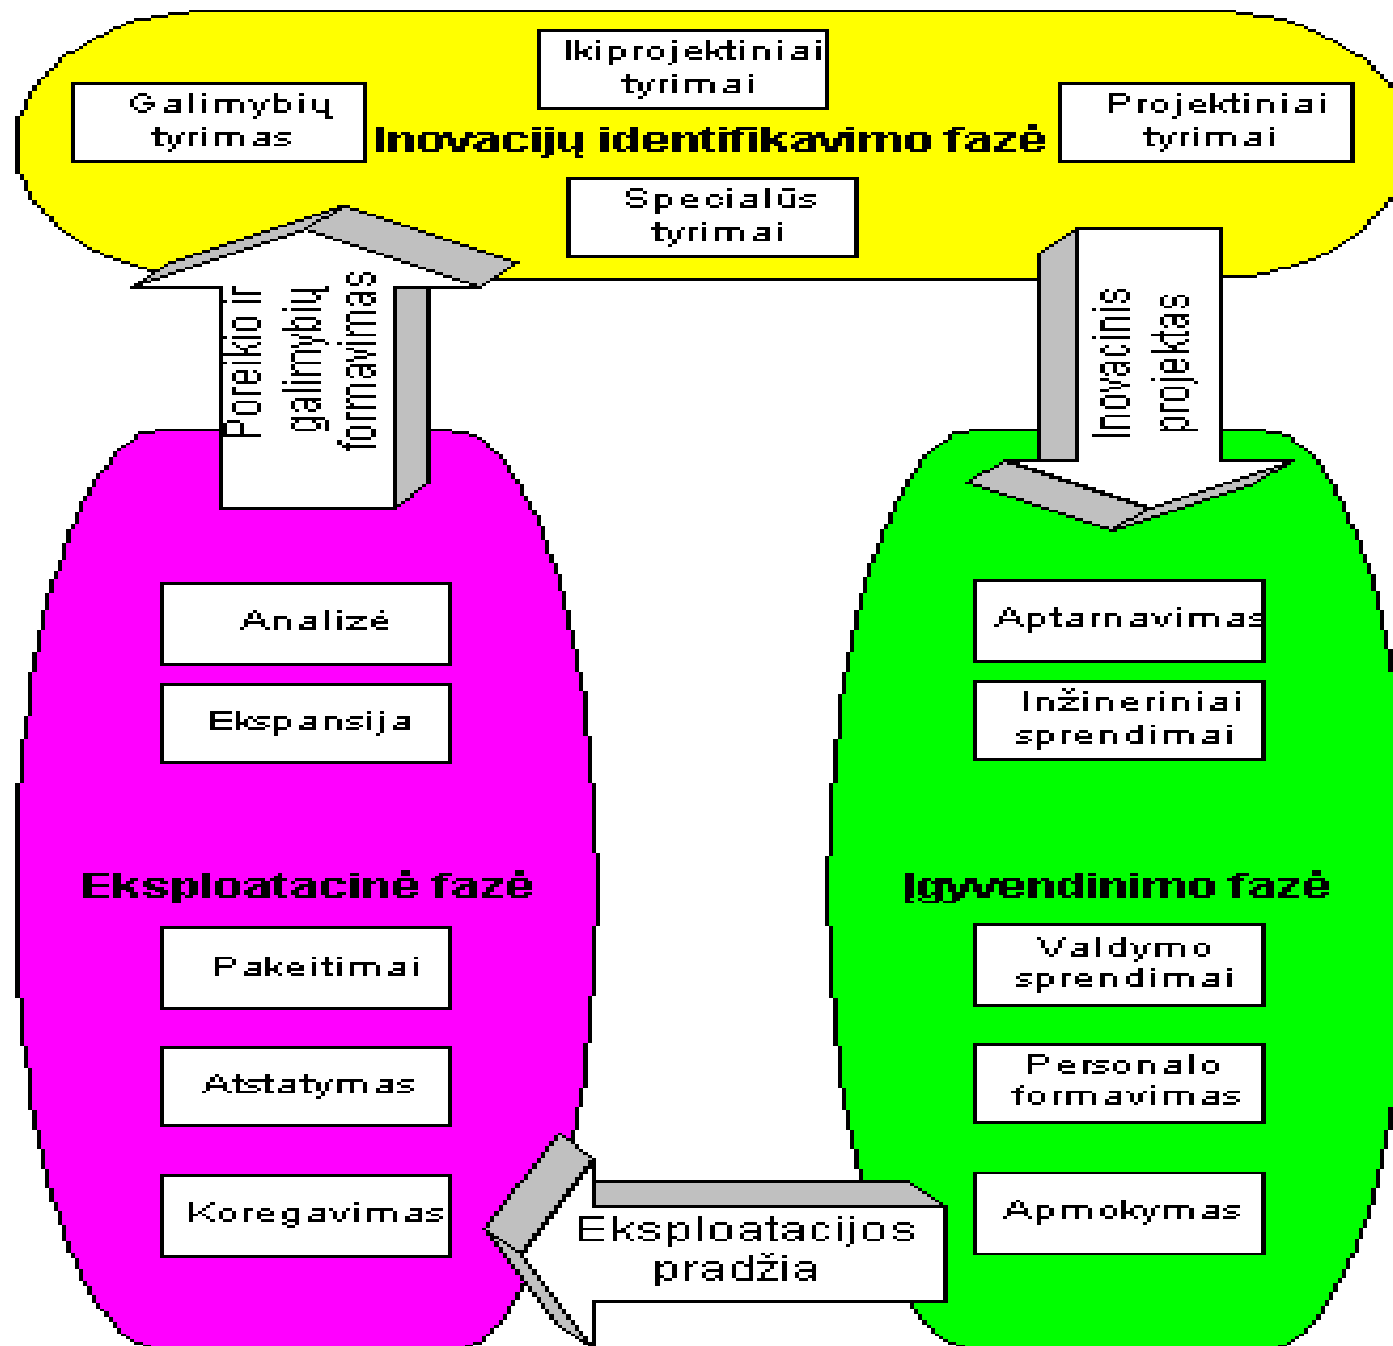 Ikiprojektiniai
tyrimai
Galimybių
tyrimas
Projektiniai
tyrimai
Inovacijų identifikavimo fazė
Specialūs
tyrimai
Poreikio ir
galimybių
formavimas
Inovacinis
projektas
Analizė
Ekspansija
Eksploatacinė fazė
Pakeitimai
Atstatymas
Koregavimas
Aptarnavimas
Inžineriniai
sprendimai
Įgyvendinimo fazė
Valdymo
sprendimai
Personalo
formavimas
Apmokymas
Eksploatacijos
pradžia